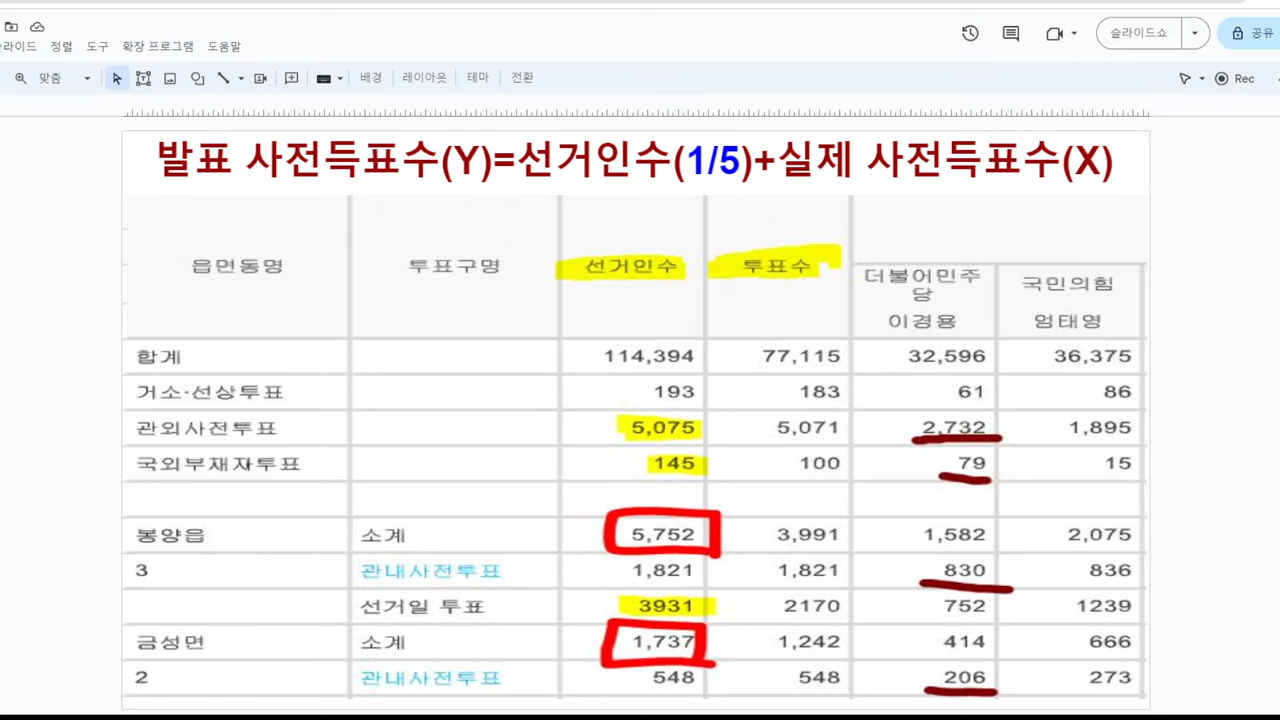 슬라이드쇼
공유
라이드 정렬 도구 확장 프로그램 도움말
맞춤 배경 레이아웃 테마 전환 Rec
발표 사전득표수(Y)=선거인수(1/5)+실제 사전득표수(X)
읍면동명 투표구명 선거인수 투표수
더불어민주
당
이경용
국민의힘
엄태영
합계 114,394 77,115 32,596 36,375
거소·선상투표 193 183 61 86
관외사전투표 5,075 5,071 2,732 1,895
국외부재자투표 145 100 79 15
봉양읍 소계 5,752 3,991 1,582 2,075
3 관내사전투표 1,821 1,821 830 836
선거일 투표 3931 2170 752 1239
금성면 소계 1,737 1,242 414 666
2 관내사전투표 548 548 206 273